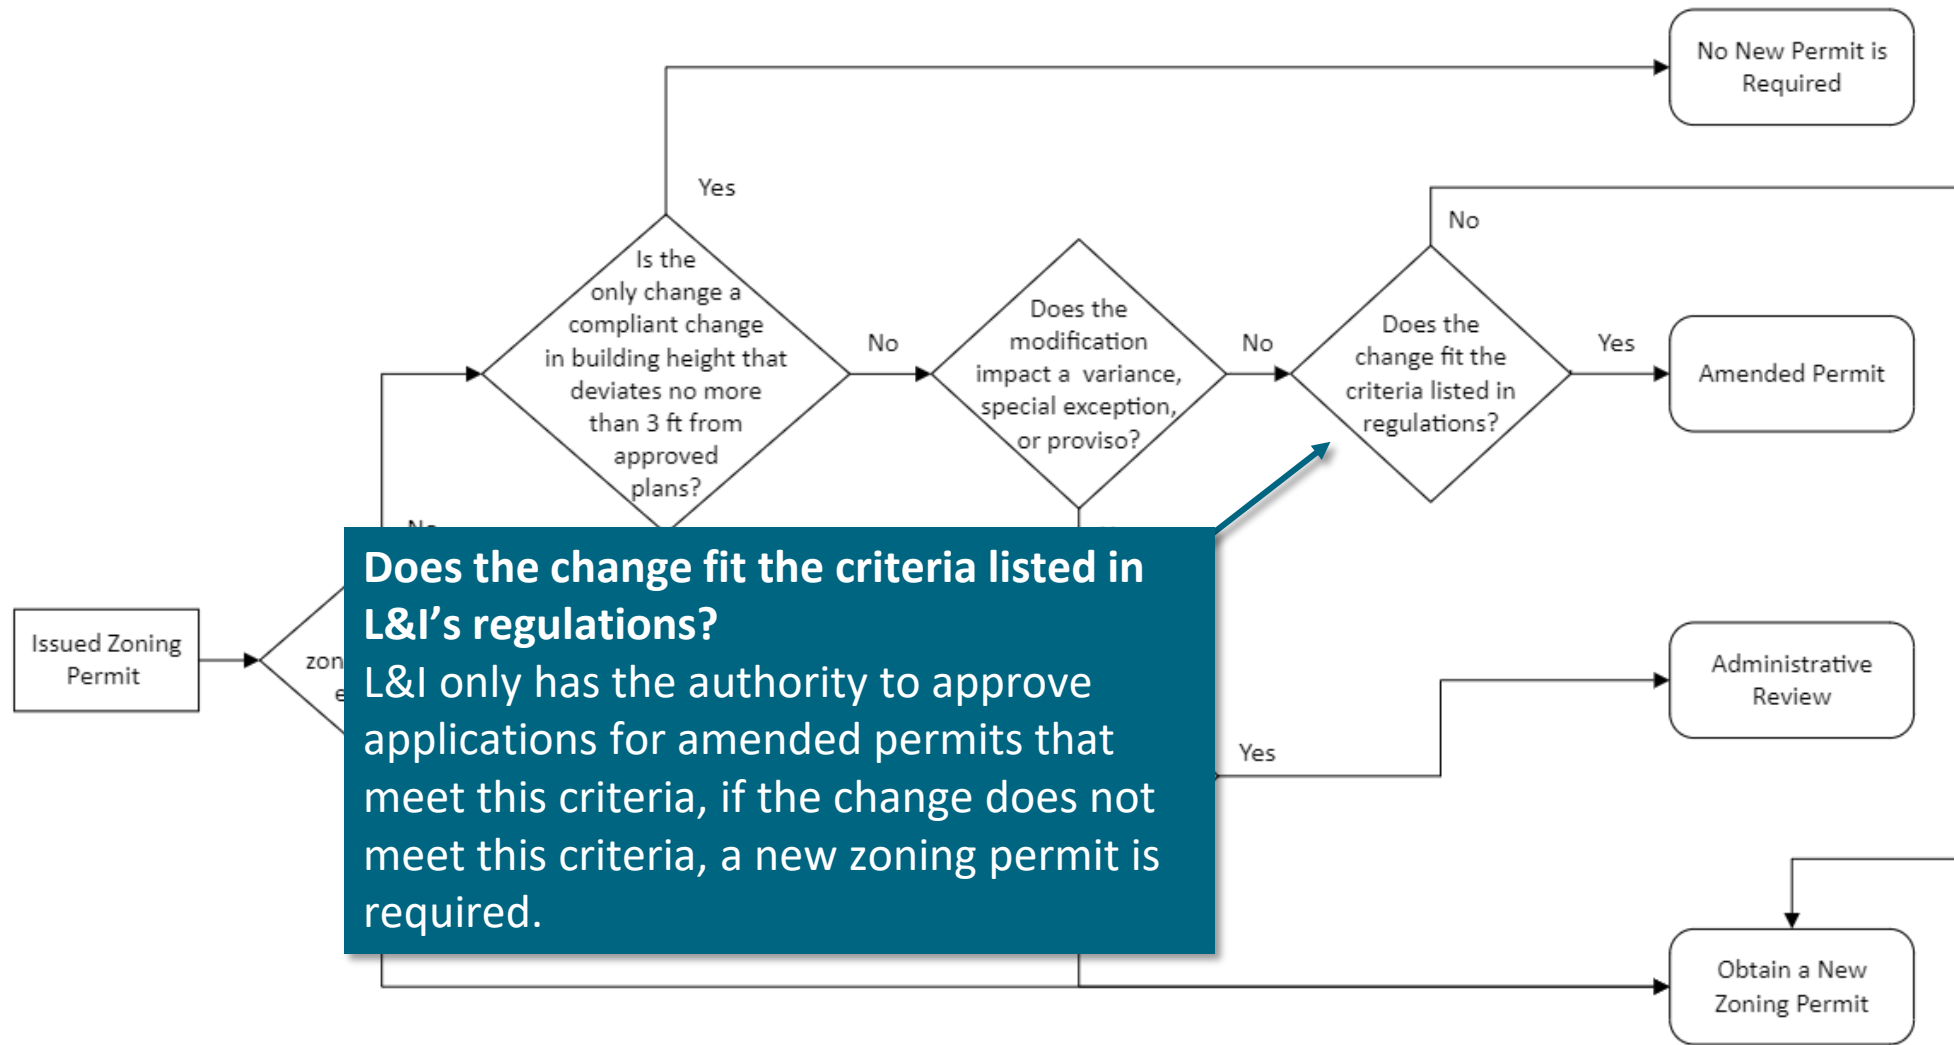 No New Permit is
Required
Yes
No
Is the
only change a
compliant change
in building height that
deviates no more
than 3 ft from
approved
plans?
No
Does the
modification
impact a variance,
special exception,
or proviso?
No
Does the
change fit the
criteria listed in
regulations?
Yes
Amended Permit
Does the change fit the criteria listed in
L&I’s regulations?
L&I only has the authority to approve
applications for amended permits that
meet this criteria, if the change does not
meet this criteria, a new zoning permit is
required.
Issued Zoning
Permit
Administrative
Review
Yes
Obtain a New
Zoning Permit